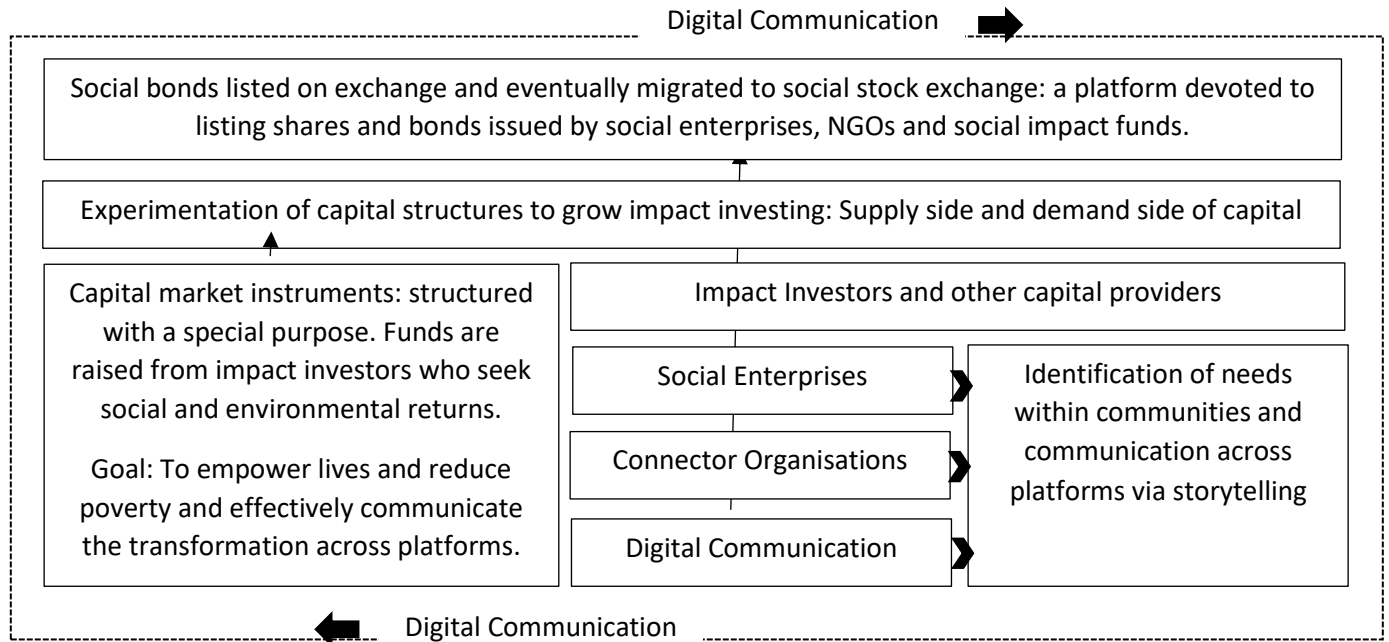 Digital Communication
Social bonds listed on exchange and eventually migrated to social stock exchange: a platform devoted to
listing shares and bonds issued by social enterprises, NGOs and social impact funds.
Experimentation of capital structures to grow impact investing: Supply side and demand side of capital
Capital market instruments: structured
with a special purpose. Funds are
raised from impact investors who seek
social and environmental returns.
Goal: To empower lives and reduce
poverty and effectively communicate
the transformation across platforms.
Impact Investors and other capital providers
Social Enterprises
Connector Organisations
Digital Communication
Identification of needs
within communities and
communication across
platforms via storytelling
Digital Communication